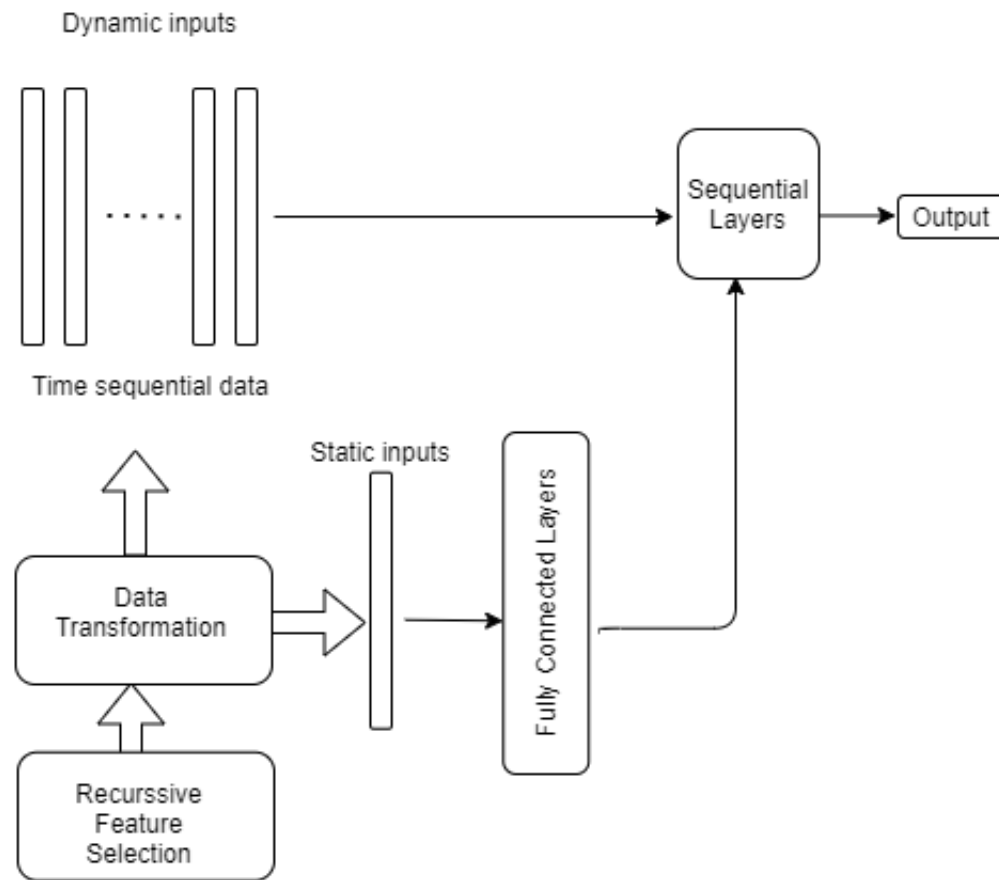 Dynamic inputs
Sequential
Layers
Output
Time sequential data
Static inputs
Fully Connected Layers
Data
Transformation
Recurssive
Feature
Selection